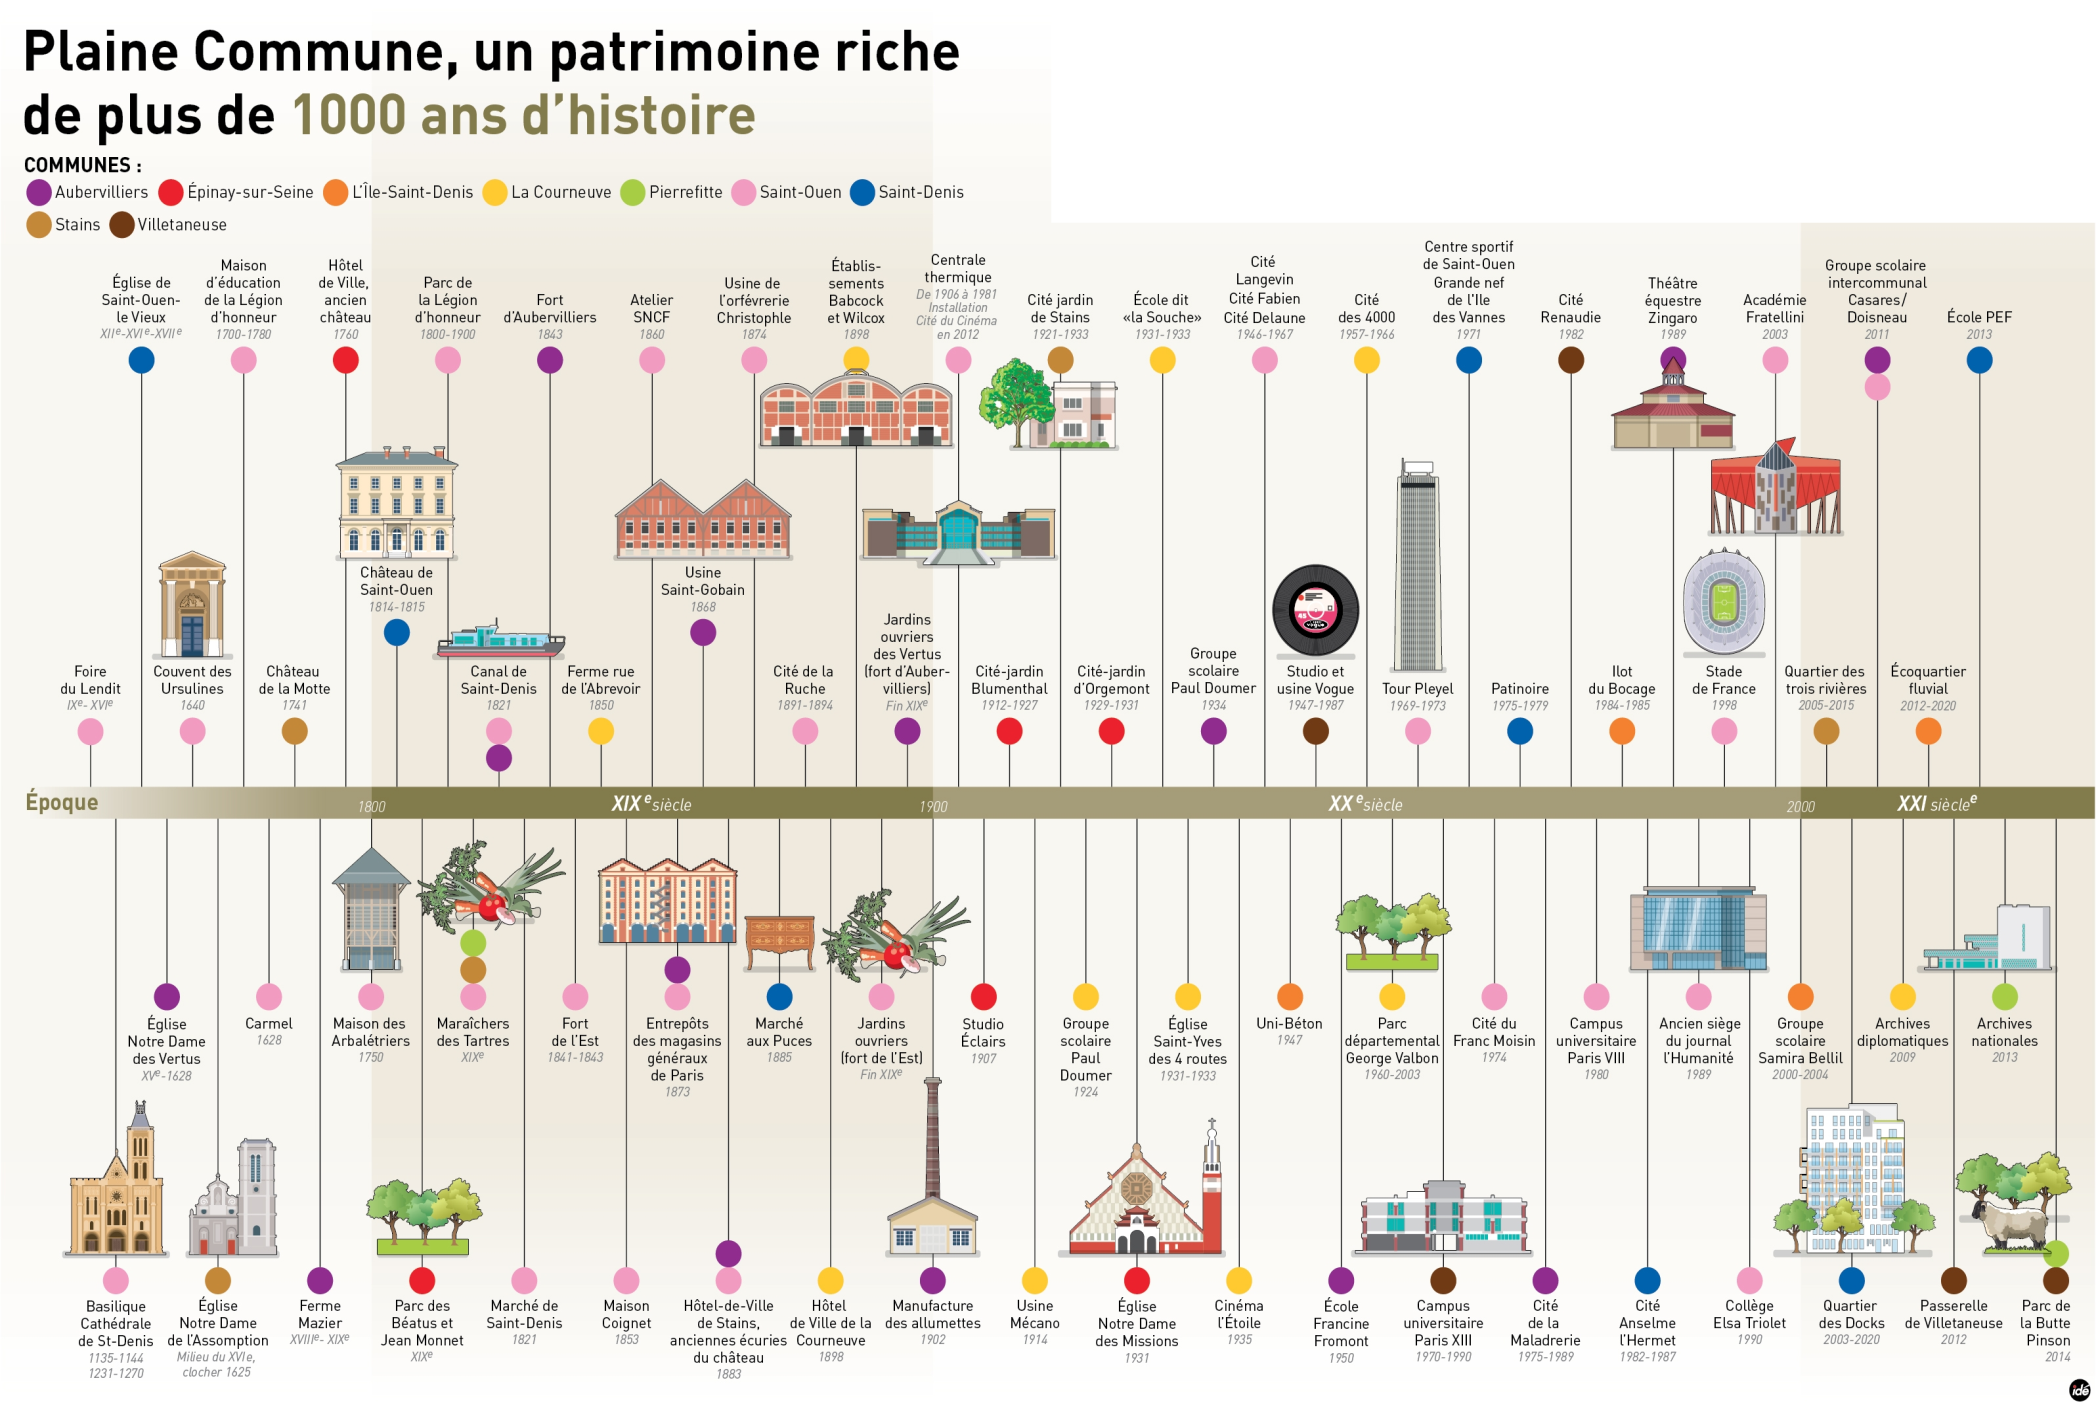 Plaine Commune, un patrimoine riche
de plus de 1000 ans d’histoire
COMMUNES :
Aubervilliers
Épinay-sur-Seine
L’Île-Saint-Denis
La Courneuve
Pierrefitte
Saint-Ouen
Saint-Denis
Stains
Villetaneuse
Église de
Saint-Ouen-
le Vieux
XIIe-XVIe-XVIIe
Maison
d’éducation
de la Légion
d’honneur
1700-1780
Hôtel
de Ville,
ancien
château
1760
Parc de
la Légion
d’honneur
1800-1900
Fort
d’Aubervilliers
1843
Atelier
SNCF
1860
Usine de
l’orfévrerie
Christophle
1874
Établis-
sements
Babcock
et Wilcox
1898
Centrale
thermique
De 1906 à 1981
Installation
Cité du Cinéma
en 2012
Cité jardin
de Stains
1921-1933
École dit
«la Souche»
1931-1933
Cité
Langevin
Cité Fabien
Cité Delaune
1946-1967
Cité
des 4000
1957-1966
Centre sportif
de Saint-Ouen
Grande nef
de l'Ile
des Vannes
1971
Cité
Renaudie
1982
Théâtre
équestre
Zingaro
1989
Académie
Fratellini
2003
Groupe scolaire
intercommunal
Casares/
Doisneau
2011
École PEF
2013
Château de
Saint-Ouen
1814-1815
Usine
Saint-Gobain
1868
Foire
du Lendit
IXe- XVIe
Couvent des
Ursulines
1640
Château
de la Motte
1741
Canal de
Saint-Denis
1821
Ferme rue
de l’Abrevoir
1850
Cité de la
Ruche
1891-1894
Jardins
ouvriers
des Vertus
(fort d’Auber-
villiers)
Fin XIXe
Cité-jardin
Blumenthal
1912-1927
Cité-jardin
d’Orgemont
1929-1931
Groupe
scolaire
Paul Doumer
1934
VOGUE
Studio et
usine Vogue
1947-1987
Tour Pleyel
1969-1973
Patinoire
1975-1979
Ilot
du Bocage
1984-1985
Stade
de France
1998
Quartier des
trois rivières
2005-2015
Écoquartier
fluvial
2012-2020
Époque
1800
XIXe siècle
1900
XXe siècle
2000
XXI sièclee
Église
Notre Dame
des Vertus
XVe-1628
Carmel
1628
Maison des
Arbalétriers
1750
Maraîchers
des Tartres
XIXe
Fort
de l’Est
1841-1843
Entrepôts
des magasins
généraux
de Paris
1873
Marché
aux Puces
1885
Jardins
ouvriers
(fort de l’Est)
Fin XIXe
Studio
Éclairs
1907
Groupe
scolaire
Paul
Doumer
1924
Église
Saint-Yves
des 4 routes
1931-1933
Uni-Béton
1947
Parc
départemental
George Valbon
1960-2003
Cité du
Franc Moisin
1974
Campus
universitaire
Paris VIII
1980
Ancien siège
du journal
l’Humanité
1989
Groupe
scolaire
Samira Bellil
2000-2004
Archives
diplomatiques
2009
Archives
nationales
2013
Basilique
Cathédrale
de St-Denis
1135-1144
1231-1270
Église
Notre Dame
de l’Assomption
Milieu du XVIe,
clocher 1625
Ferme
Mazier
XVIIIe- XIXe
Parc des
Béatus et
Jean Monnet
XIXe
Marché de
Saint-Denis
1821
Maison
Coignet
1853
Hôtel-de-Ville
de Stains,
anciennes écuries
du château
1883
Hôtel
de Ville de la
Courneuve
1898
Manufacture
des allumettes
1902
Usine
Mécano
1914
Église
Notre Dame
des Missions
1931
Cinéma
l’Étoile
1935
École
Francine
Fromont
1950
Campus
universitaire
Paris XIII
1970-1990
Cité
de la
Maladrerie
1975-1989
Cité
Anselme
l’Hermet
1982-1987
Collège
Elsa Triolet
1990
Quartier
des Docks
2003-2020
Passerelle
de Villetaneuse
2012
Parc de
la Butte
Pinson
2014
idé